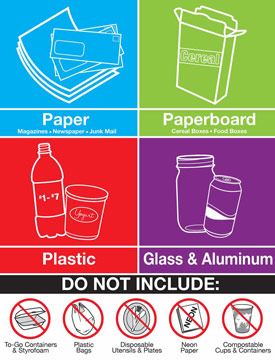 Cereal
Paper
Magazines • Newspaper • Junk Mail
Paperboard
Cereal Boxes • Food Boxes
#1-#7
Yogurt
Plastic
Glass & Aluminum
DO NOT INCLUDE:
NEON
To-Go Containers
& Styrofoam
Plastic
Bags
Disposable
Utensils & Plates
Neon
Paper
Compostable
Cups & Containers